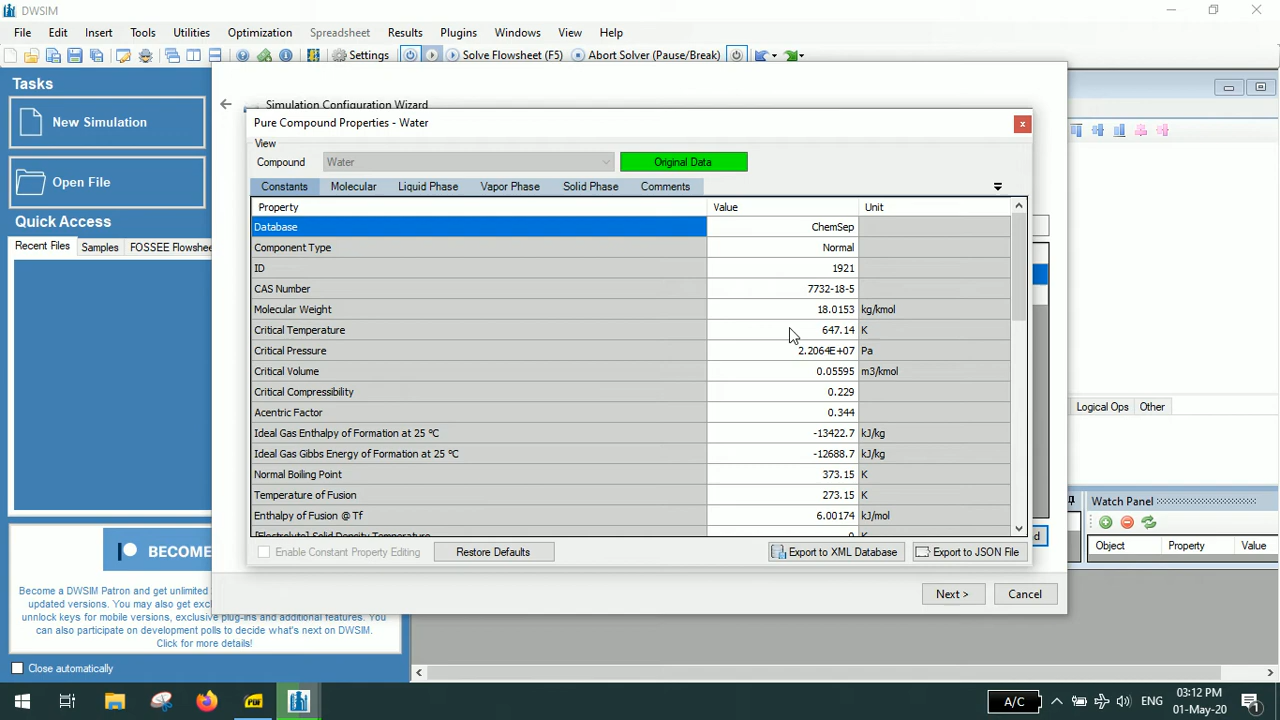 DWSIM
File Edit Insert Tools Utilities Optimization Spreadsheet Results Plugins Windows View Help
Settings Solve Flowsheet (F5) Abort Solver (Pause/Break)
Tasks
New Simulation
Open File
Quick Access
Recent Files Samples FOSSEE Flowshee
BECOME
Become a DWSIM Patron and get unlimited
updated versions. You may also get exc
unnlock keys for mobile versions, exclusive plug-ins and additional features.
You can also participate on development polls to decide what's next on DWSIM.
Click for more details!
Close automatically
Simulation Configuration Wizard
Pure Compound Properties - Water
x
View
Compound Water Original Data
Constants Molecular Liquid Phase Vapor Phase Solid Phase Comments
Property Value Unit
Database ChemSep
Component Type Normal
ID 1921
CAS Number 7732-18-5
Molecular Weight 18.0153 kg/kmol
Critical Temperature 647.14 K
Critical Pressure 2.2064E+07 Pa
Critical Volume 0.05595 m3/kmol
Critical Compressibility 0.229
Acentric Factor 0.344
Ideal Gas Enthalpy of Formation at 25 ºC -13422.7 kJ/kg
Ideal Gas Gibbs Energy of Formation at 25 ºC -12688.7 kJ/kg
Normal Boiling Point 373.15 K
Temperature of Fusion 273.15 K
Enthalpy of Fusion @ Tf 6.00174 kJ/mol
[Electrolyte] Solid Density Temperature 0 K
Enable Constant Property Editing Restore Defaults Export to XML Database Export to JSON File
d
Next > Cancel
Logical Ops Other
Watch Panel
Object Property Value
A/C ENG 03:12 PM
01-May-20
1